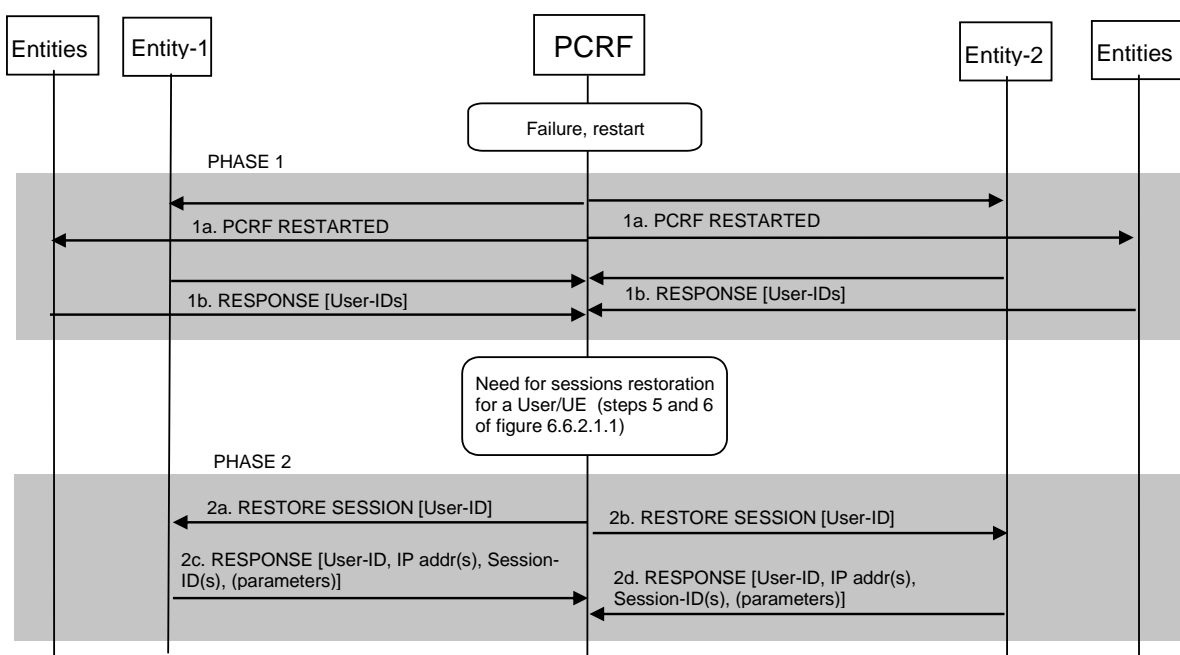 Entities
Entity-1
PCRF
Entity-2
Entities
Failure, restart
PHASE 1
1a. PCRF RESTARTED
1a. PCRF RESTARTED
1b. RESPONSE [User-IDs]
1b. RESPONSE [User-IDs]
Need for sessions restoration
for a User/UE (steps 5 and 6
of figure 6.6.2.1.1)
PHASE 2
2a. RESTORE SESSION [User-ID]
2b. RESTORE SESSION [User-ID]
2c. RESPONSE [User-ID, IP addr(s), Session-
ID(s), (parameters)]
2d. RESPONSE [User-ID, IP addr(s),
Session-ID(s), (parameters)]